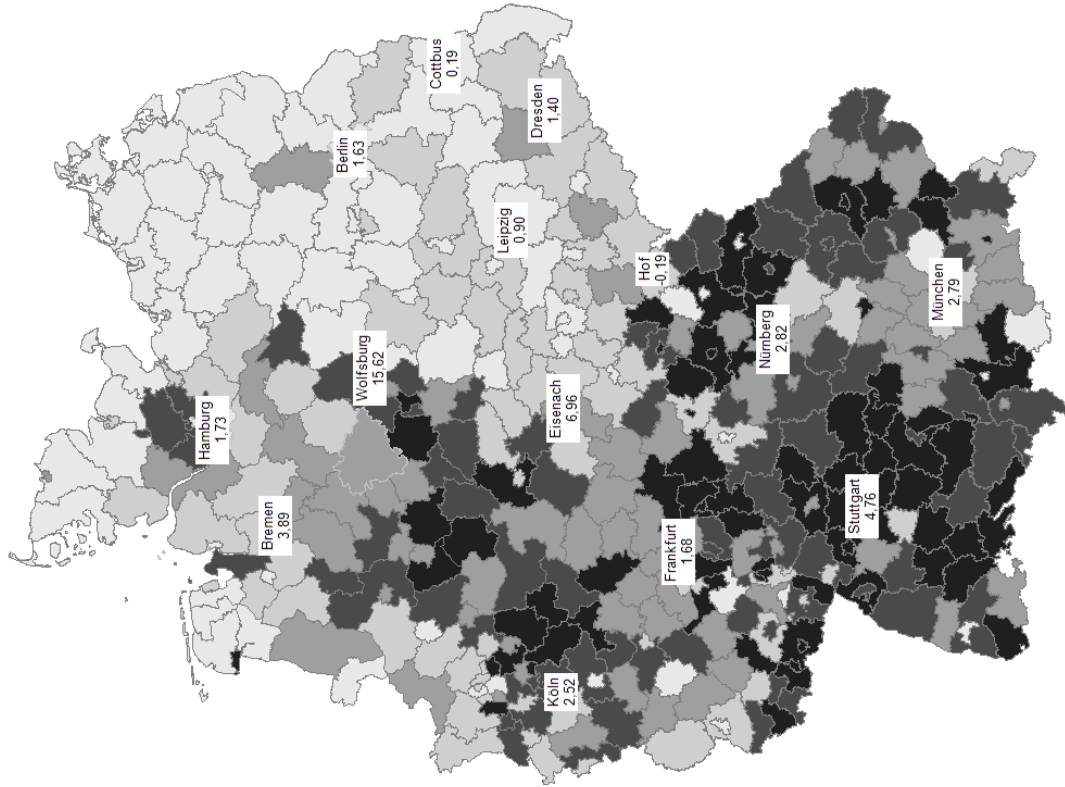 Hamburg
1,73
Bremen
3,89
Wolfsburg
15,62
Berlin
1,63
Cottbus
0,19
Leipzig
0,90
Dresden
1,40
Eisenach
6,96
Köln
2,52
Hof
-0,19
Frankfurt
1,68
Nürnberg
2,82
Stuttgart
4,76
München
2,79